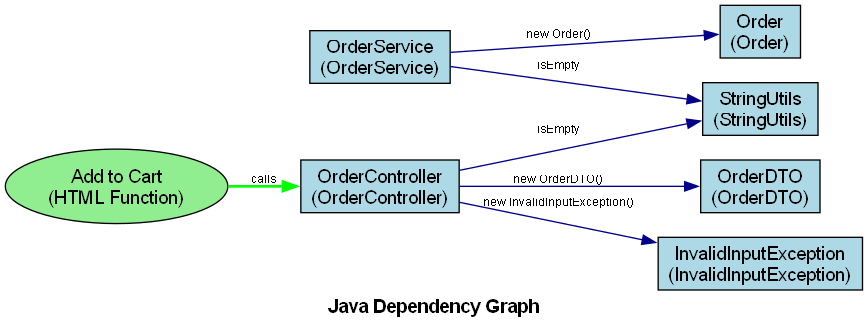 Order
(Order)
new Order()
OrderService
(OrderService)
isEmpty
StringUtils
(StringUtils)
isEmpty
Add to Cart
(HTML Function)
calls
OrderController
(OrderController)
new OrderDTO()
OrderDTO
(OrderDTO)
new InvalidInputException()
InvalidInputException
(InvalidInputException)
Java Dependency Graph